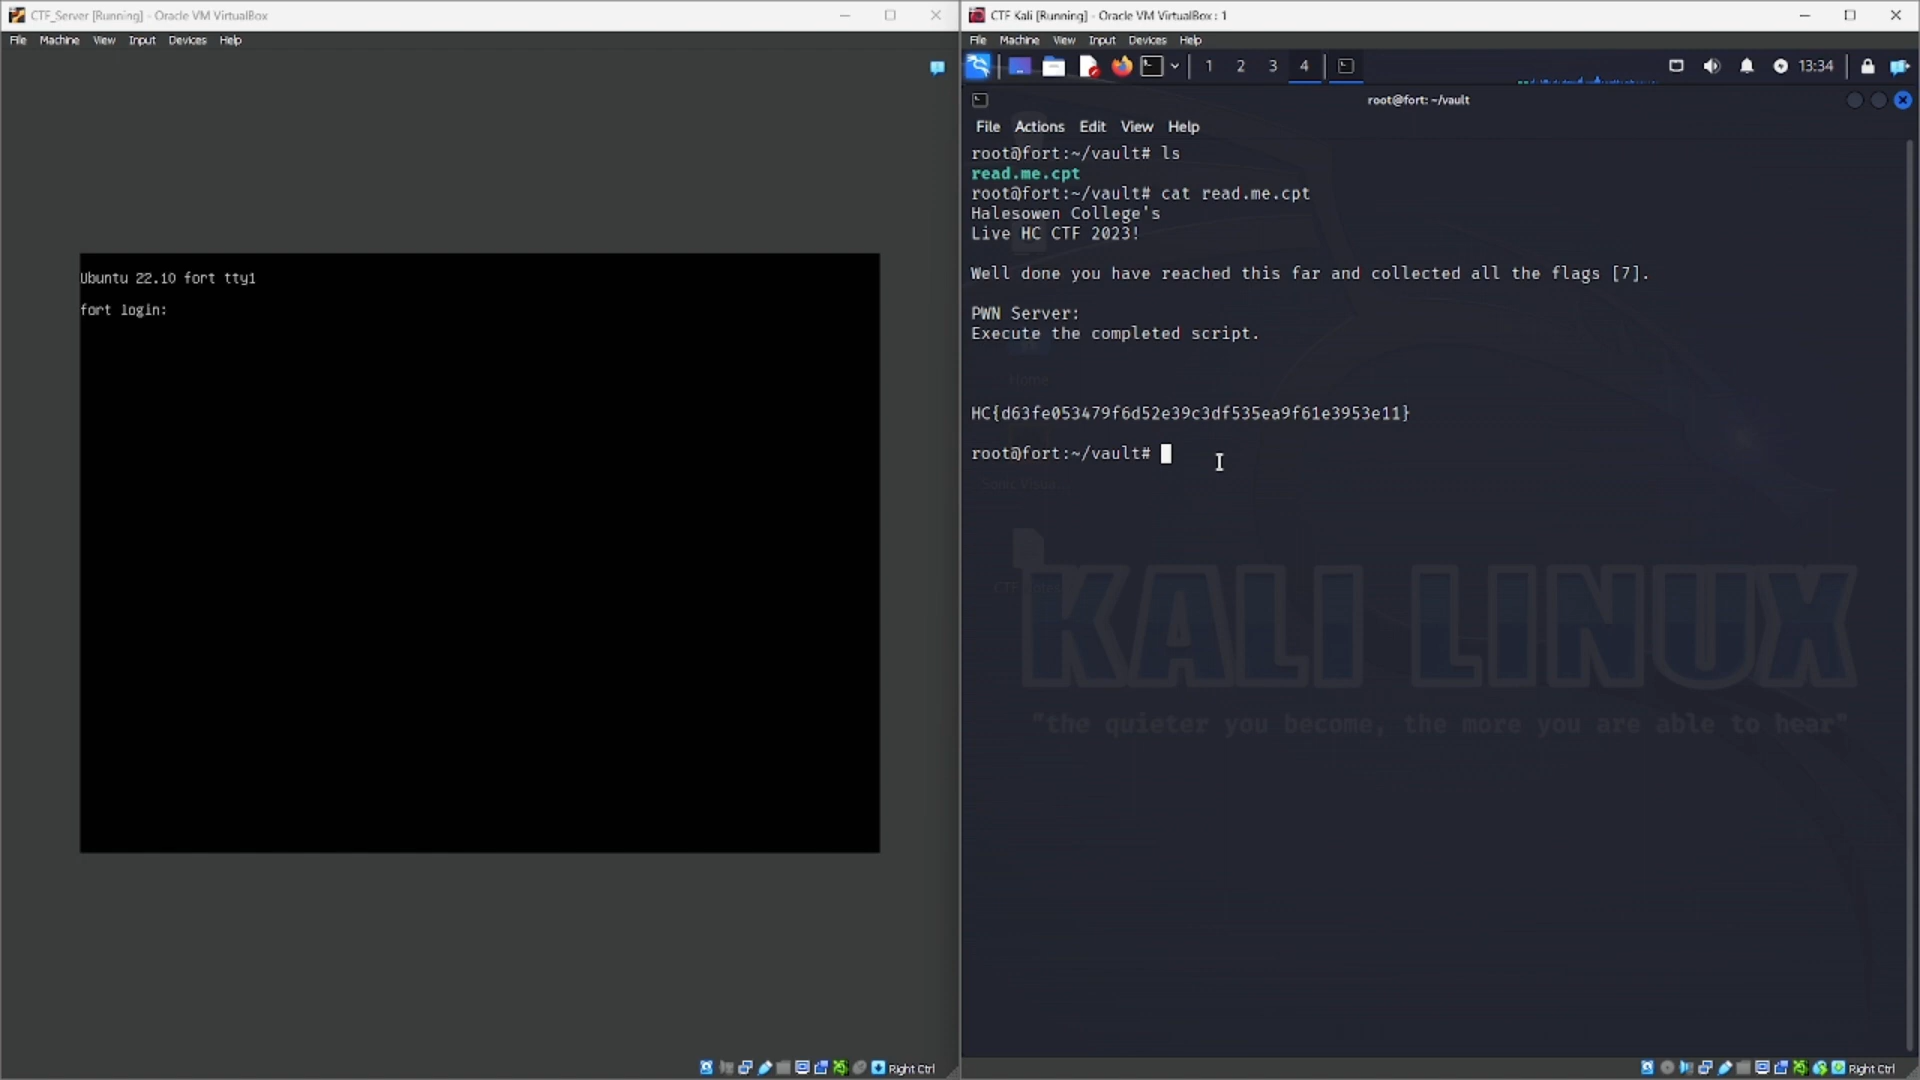 CTF_Server [Running] - Oracle VM VirtualBox
File Machine View Input Devices Help
Ubuntu 22.10 fort tty1
fort login:
Right Ctrl
CTF Kali [Running] - Oracle VM VirtualBox : 1
File Machine View Input Devices Help
1 2 3 4 13:34
root@fort: ~/vault
File Actions Edit View Help
root@fort:~/vault# ls
read.me.cpt
root@fort:~/vault# cat read.me.cpt
Halesowen College's
Live HC CTF 2023!
Well done you have reached this far and collected all the flags [7].
PWN Server:
Execute the completed script.
Home
HC{d63fe053479f6d52e39c3df535ea9f61e3953e11}
root@fort:~/vault#
Sonic Visua...
KALI LINUX
"the quieter you become, the more you are able to hear"
Right Ctrl